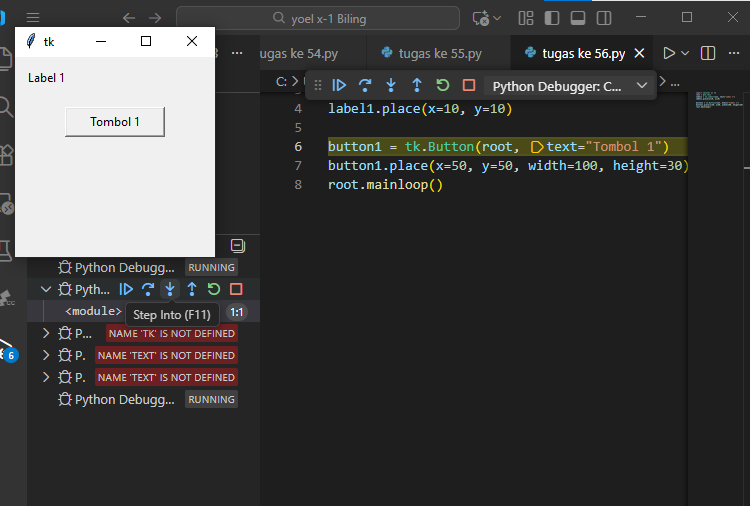 yoel x-1 Biling
tk
Label 1
Tombol 1
tugas ke 54.py
tugas ke 55.py
tugas ke 56.py
C:
Python Debugger: C...
...
4 label1.place(x=10, y=10)
5
6 button1 = tk.Button(root, text="Tombol 1")
7 button1.place(x=50, y=50, width=100, height=30)
8 root.mainloop()
Python Debugg... RUNNING
Pyth...
<module> 1:1
Step Into (F11)
P... NAME 'TK' IS NOT DEFINED
P. NAME 'TEXT' IS NOT DEFINED
P. NAME 'TEXT' IS NOT DEFINED
Python Debugg... RUNNING
6